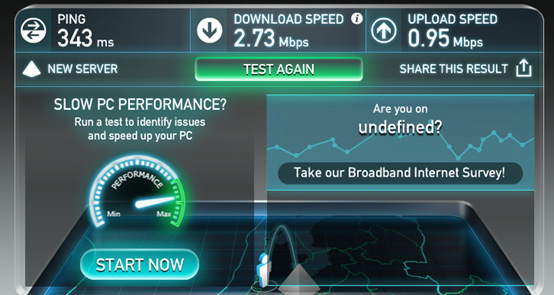 PING
343 ms
DOWNLOAD SPEED
2.73 Mbps
UPLOAD SPEED
0.95 Mbps
NEW SERVER
TEST AGAIN
SHARE THIS RESULT
SLOW PC PERFORMANCE?
Run a test to identify issues
and speed up your PC
PERFORMANCE
Min
Max
START NOW
Are you on
undefined?
Take our Broadband Internet Survey!